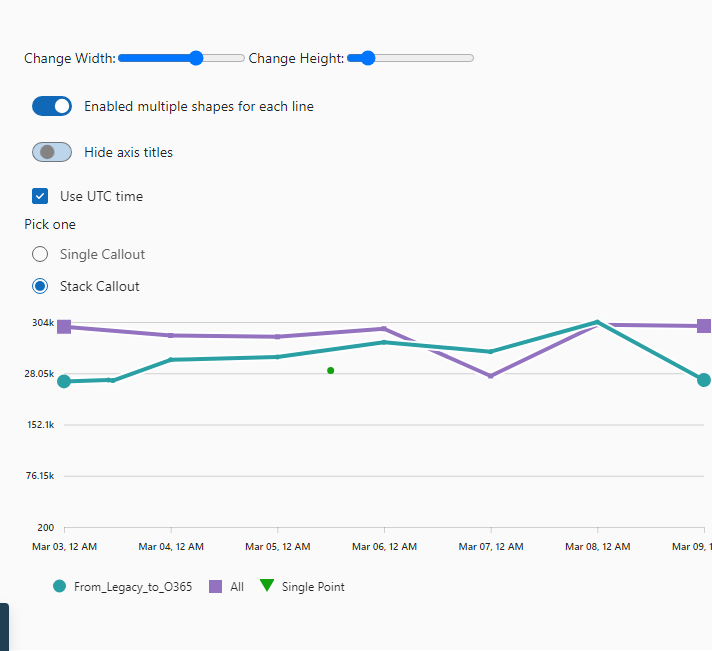 Change Width: Change Height:
Enabled multiple shapes for each line
Hide axis titles
Use UTC time
Pick one
Single Callout
Stack Callout
304k
28.05k
152.1k
76.15k
200
Mar 03, 12 AM Mar 04, 12 AM Mar 05, 12 AM Mar 06, 12 AM Mar 07, 12 AM Mar 08, 12 AM Mar 09, 1
From_Legacy_to_O365 All Single Point